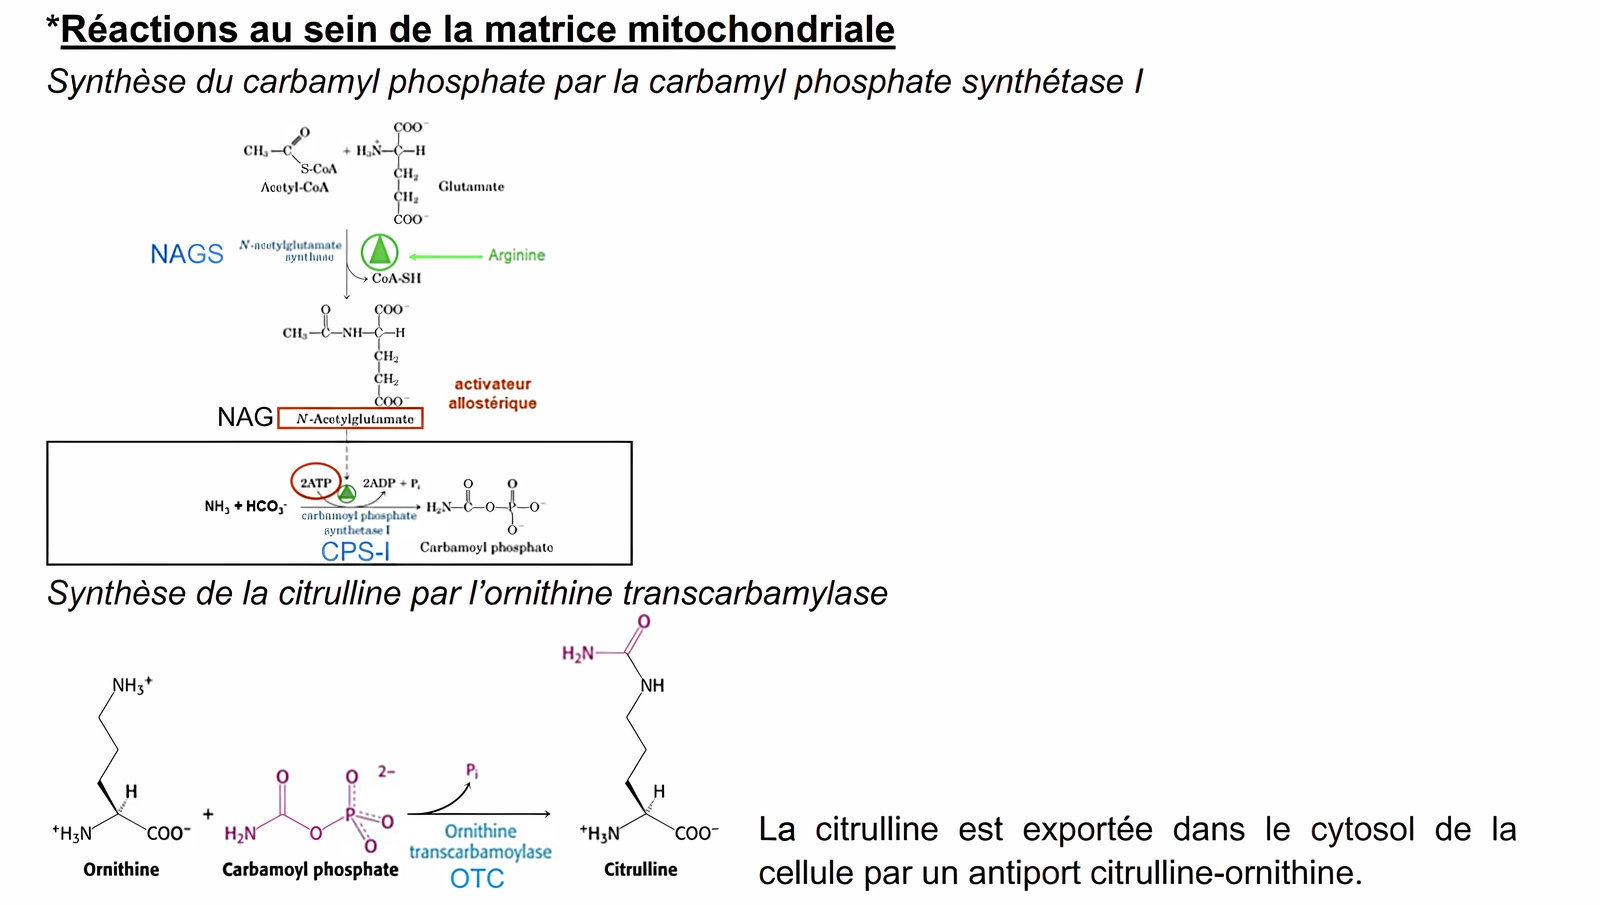 *Réactions au sein de la matrice mitochondriale
Synthèse du carbamyl phosphate par la carbamyl phosphate synthétase I
O
CH₃—C
S-CoA
Acetyl-CoA
COO⁻
+ H₃N⁺—C—H
CH₂
CH₂
COO⁻
Glutamate
NAGS
N-acetylglutamate
synthase
Arginine
CoA-SH
O
COO⁻
CH₃—C—NH—C—H
CH₂
CH₂
COO⁻
activateur
allostérique
NAG
N-Acetylglutamate
2ATP
2ADP + Pᵢ
NH₃ + HCO₃⁻
O O
H₂N—C—O—P—O⁻
O⁻
carbamoyl phosphate
synthetase I
CPS-I
Carbamoyl phosphate
Synthèse de la citrulline par l’ornithine transcarbamylase
NH₃⁺
H
⁺H₃N
COO⁻
Ornithine
+
O
O
2–
H₂N
O
P
O
O
Carbamoyl phosphate
Pᵢ
Ornithine
transcarbamoylase
OTC
O
H₂N
NH
H
⁺H₃N
COO⁻
Citrulline
La citrulline est exportée dans le cytosol de la
cellule par un antiport citrulline-ornithine.